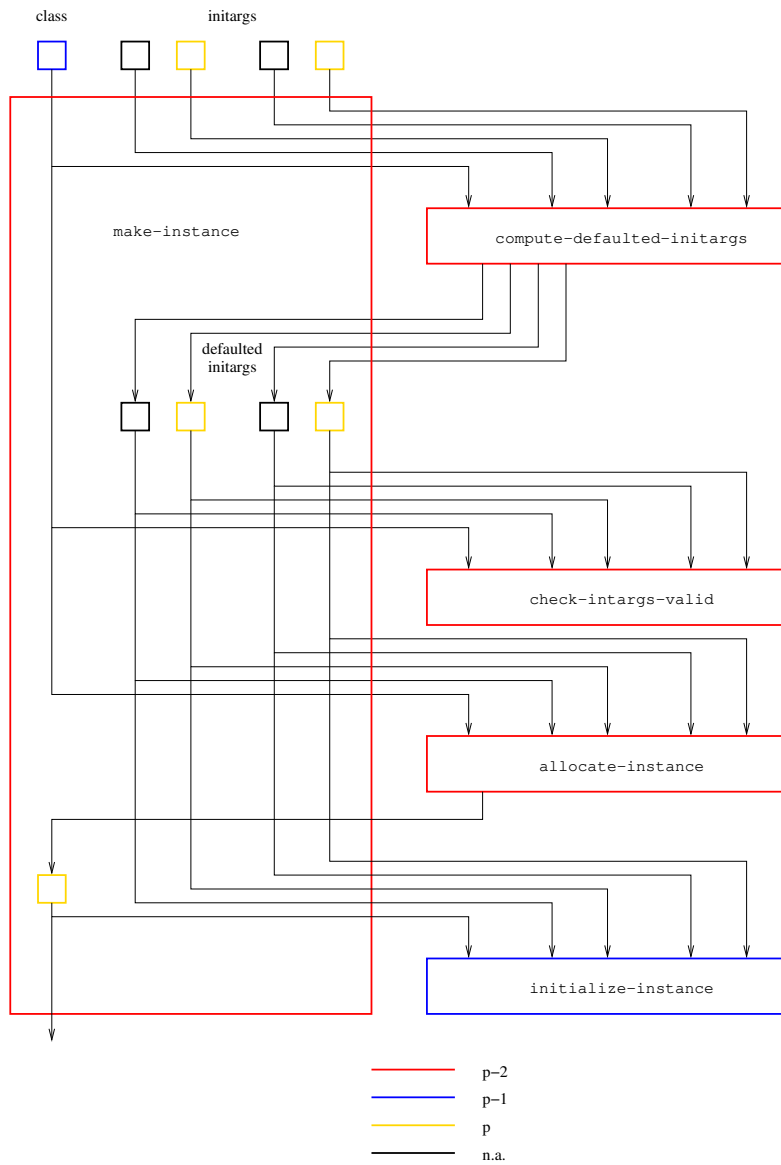 class
initargs
make-instance
compute-defaulted-initargs
defaulted
initargs
check-intargs-valid
allocate-instance
initialize-instance
p-2
p-1
p
n.a.